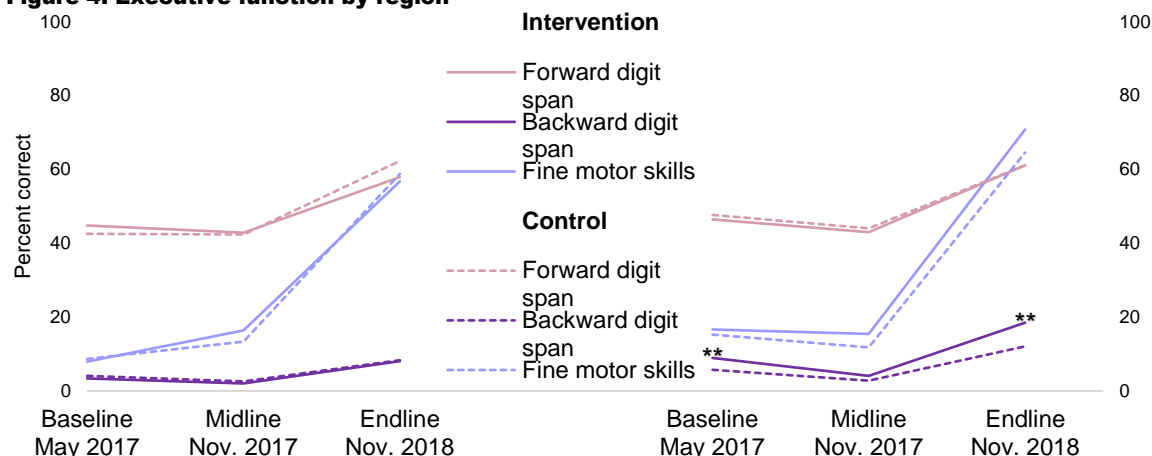 Figure 4. Executive function by region
100
80
60
40
20
0
Percent correct
Baseline
May 2017
Midline
Nov. 2017
Endline
Nov. 2018
Intervention
Forward digit
span
Backward digit
span
Fine motor skills
Control
Forward digit
span
Backward digit
span
Fine motor skills
**
**
100
80
60
40
20
0
Baseline
May 2017
Midline
Nov. 2017
Endline
Nov. 2018